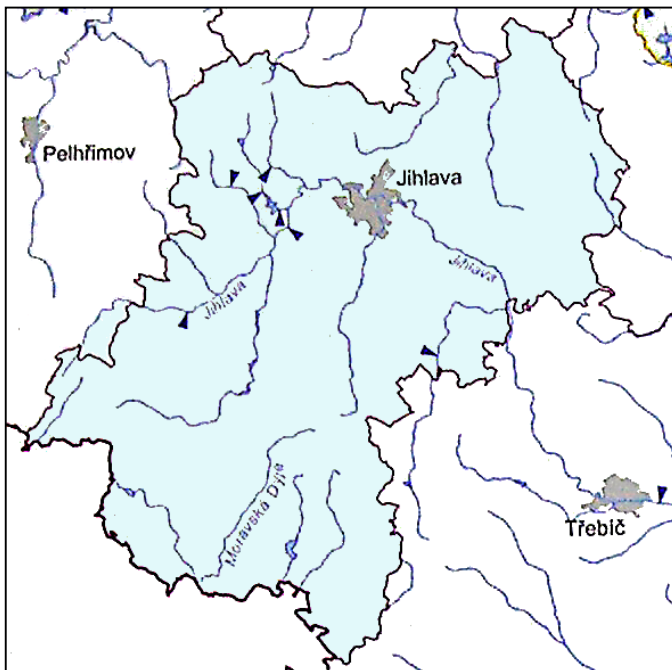 Pelhřimov
Jihlava
Jihlava
Jihlava
Moravská Dyje
Třebíč